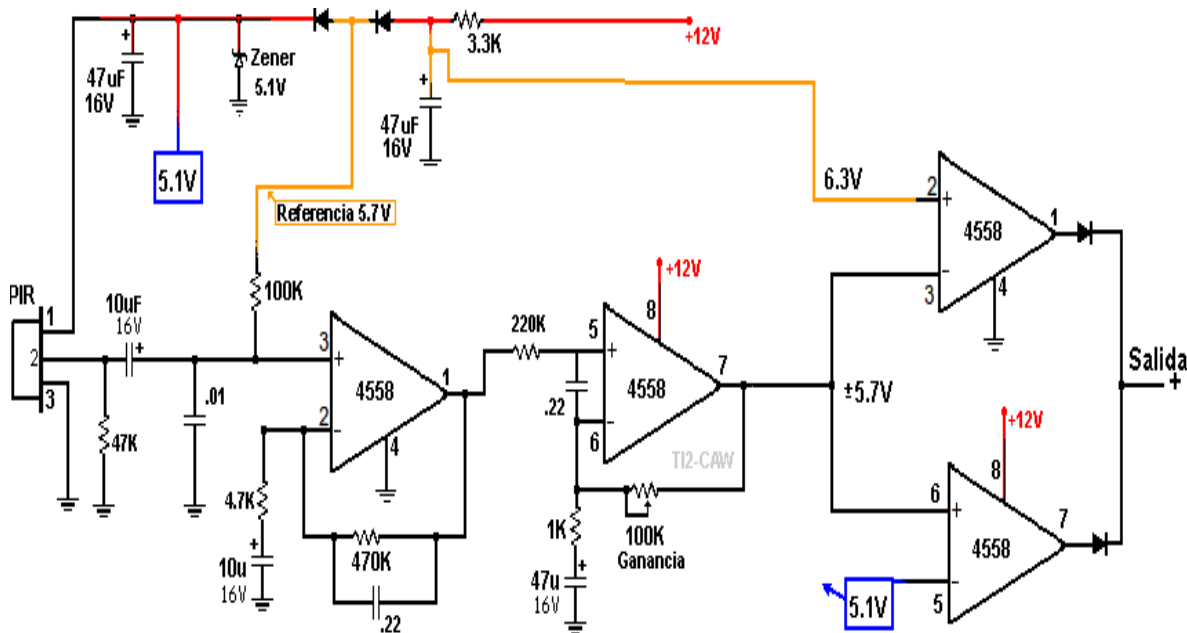 +12V
3.3K
+
47uF
16V
Zener
5.1V
+
47uF
16V
5.1V
Referencia 5.7V
6.3V
2
+
4558
1
-
3
4
PIR
1
2
3
10uF
16V
+
100K
47K
.01
3
+
4558
1
2
-
4
4.7K
+
10u
16V
470K
.22
220K
+12V
8
5
+
4558
7
.22
-
6
TI2-CAW
1K
+
47u
16V
100K
Ganancia
±5.7V
Salida
+
+12V
8
6
+
4558
7
-
5
5.1V